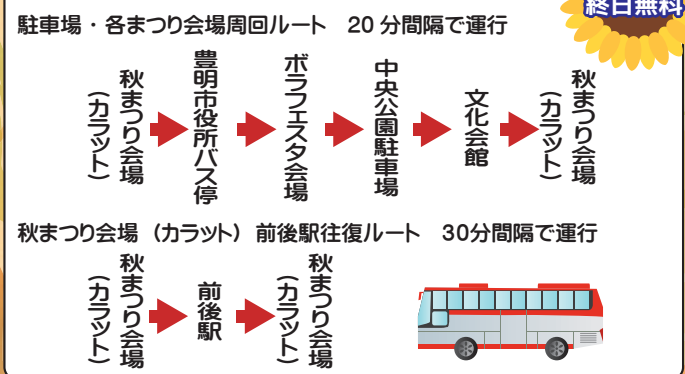 終日無料
駐車場・各まつり会場周回ルート　20分間隔で運行
秋まつり会場
(カラット)
豊明市役所バス停
ボラフェスタ会場
中央公園駐車場
文化会館
秋まつり会場
(カラット)
秋まつり会場（カラット）前後駅往復ルート　30分間隔で運行
秋まつり会場
(カラット)
前後駅
秋まつり会場
(カラット)